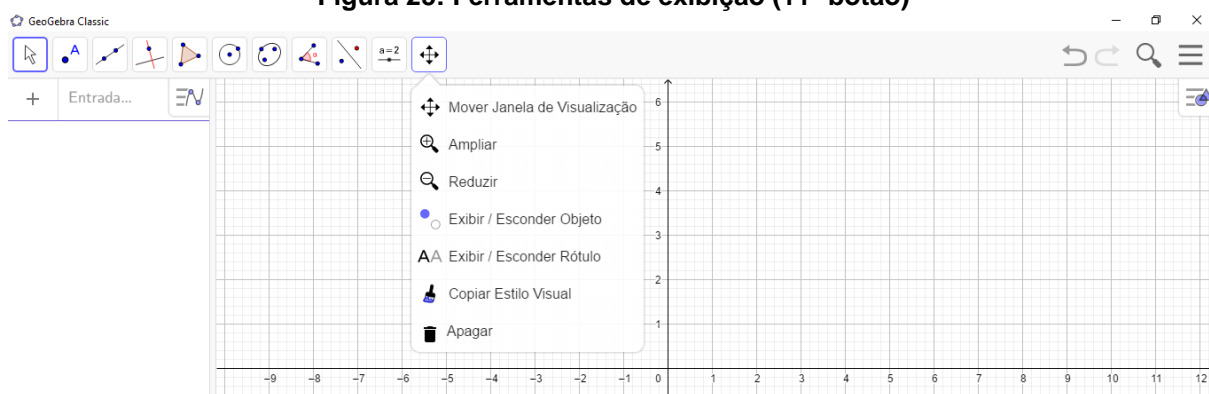 Figura 23: Ferramentas de exibição (11º botão)
GeoGebra Classic
A
a=2
Entrada...
Mover Janela de Visualização
Ampliar
Reduzir
Exibir / Esconder Objeto
AA Exibir / Esconder Rótulo
Copiar Estilo Visual
Apagar
6
5
4
3
2
1
–9 –8 –7 –6 –5 –4 –3 –2 –1 0 1 2 3 4 5 6 7 8 9 10 11 12